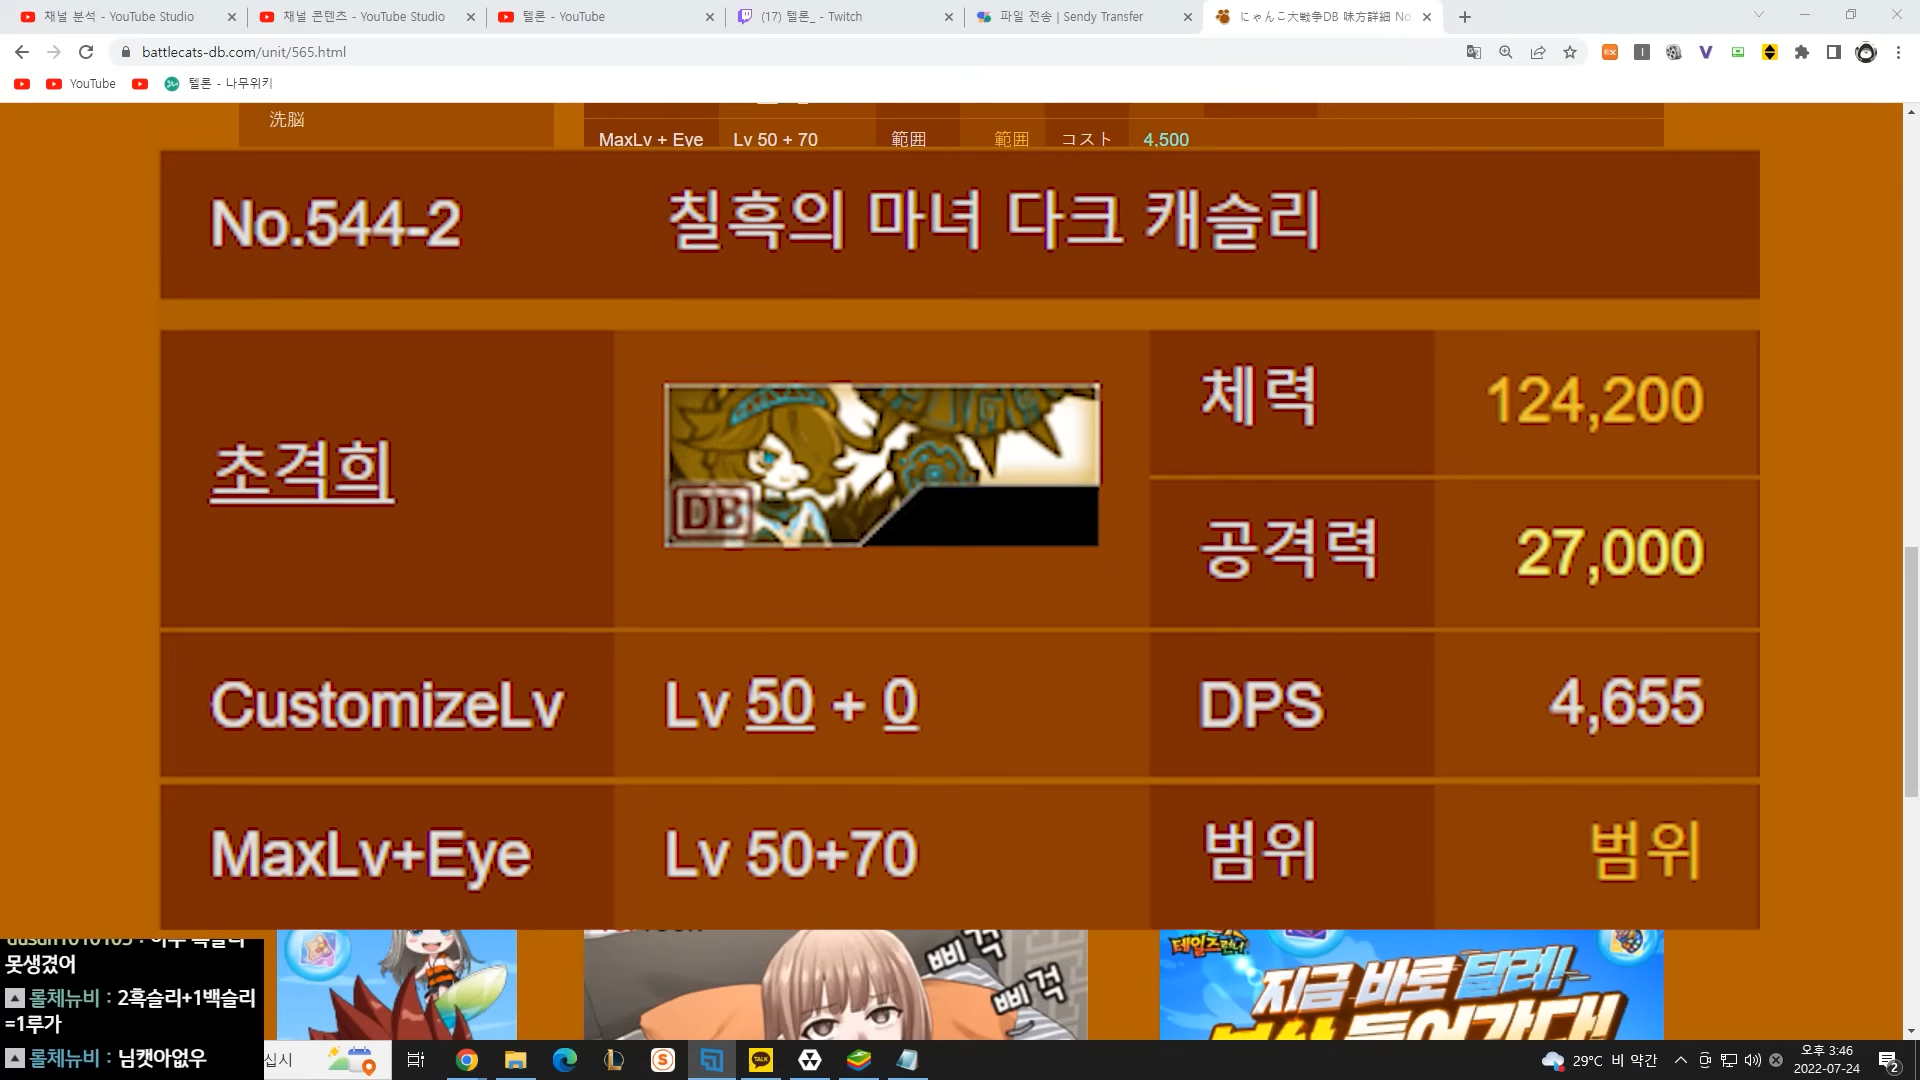 채널 분석 - YouTube Studio
채널 콘텐츠 - YouTube Studio
텔론 - YouTube
(17) 텔론_ - Twitch
파일 전송 | Sendy Transfer
にゃんこ大戦争DB 味方詳細 No
battlecats-db.com/unit/565.html
YouTube
텔론 - 나무위키
洗脳
MaxLv + Eye Lv 50 + 70 範囲 範囲 コスト 4,500
No.544-2 칠흑의 마녀 다크 캐슬리
초격희
DB
체력 124,200
공격력 27,000
CustomizeLv Lv 50 + 0 DPS 4,655
MaxLv+Eye Lv 50+70 범위 범위
못생겼어
롤체뉴비 : 2흑슬리+1백슬리
=1루가
롤체뉴비 : 님캣아없우
삐걱
삐걱
테일즈런너
지금 바로 달려!
십시
TALK
29°C 비 약간
오후 3:46
2022-07-24
2